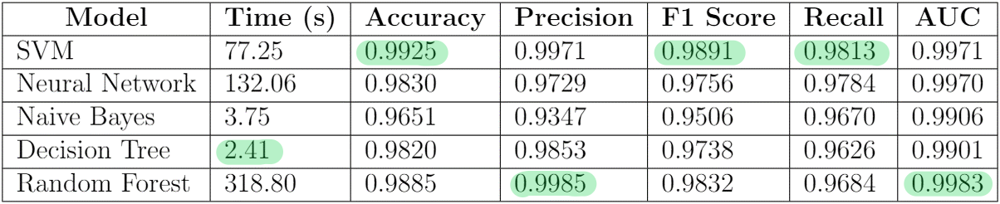 Model Time (s) Accuracy Precision F1 Score Recall AUC
SVM 77.25 0.9925 0.9971 0.9891 0.9813 0.9971
Neural Network 132.06 0.9830 0.9729 0.9756 0.9784 0.9970
Naive Bayes 3.75 0.9651 0.9347 0.9506 0.9670 0.9906
Decision Tree 2.41 0.9820 0.9853 0.9738 0.9626 0.9901
Random Forest 318.80 0.9885 0.9985 0.9832 0.9684 0.9983